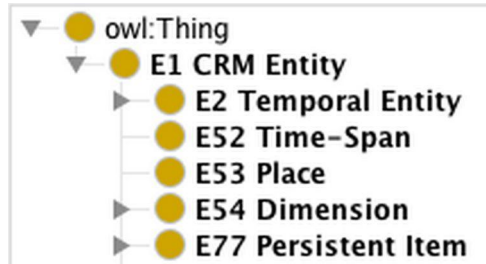 owl:Thing
E1 CRM Entity
E2 Temporal Entity
E52 Time-Span
E53 Place
E54 Dimension
E77 Persistent Item